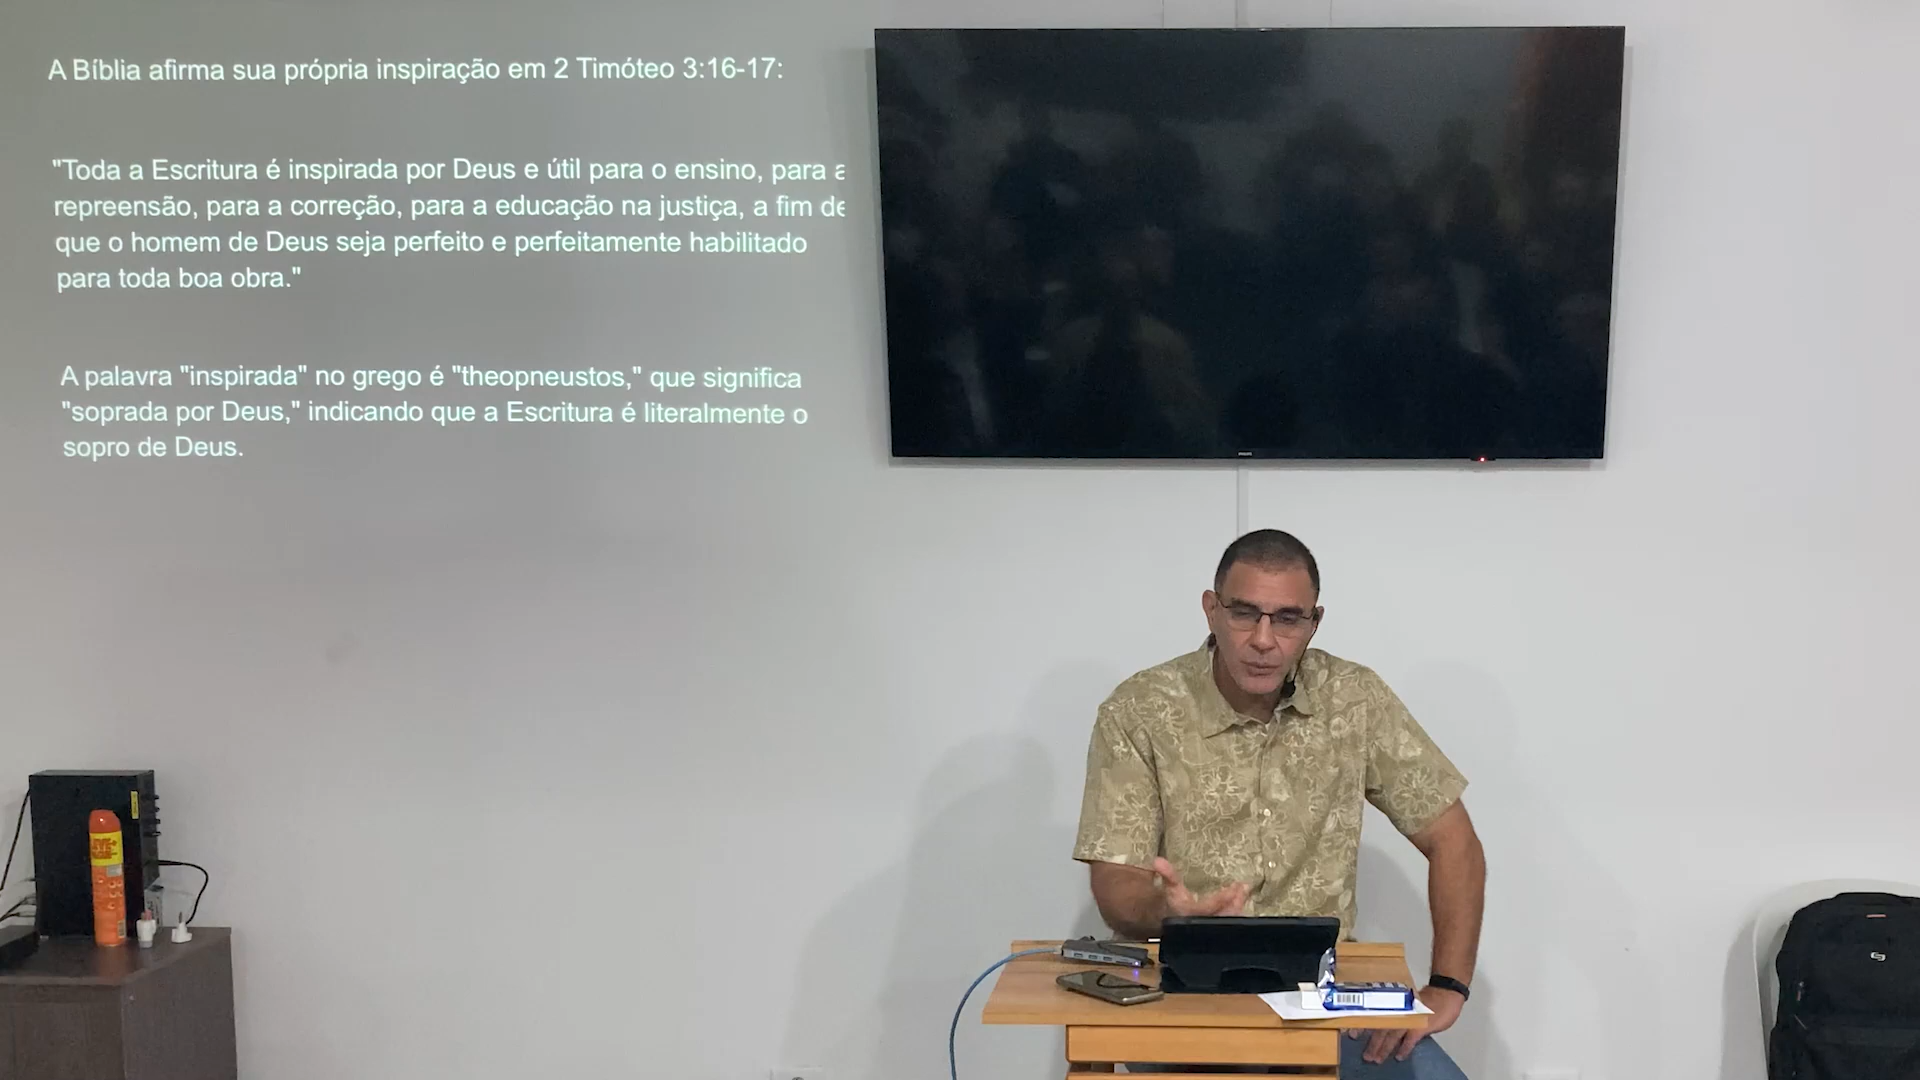 A Bíblia afirma sua própria inspiração em 2 Timóteo 3:16-17:
"Toda a Escritura é inspirada por Deus e útil para o ensino, para a
repreensão, para a correção, para a educação na justiça, a fim de
que o homem de Deus seja perfeito e perfeitamente habilitado
para toda boa obra."
A palavra "inspirada" no grego é "theopneustos," que significa
"soprada por Deus," indicando que a Escritura é literalmente o
sopro de Deus.
PHILIPS